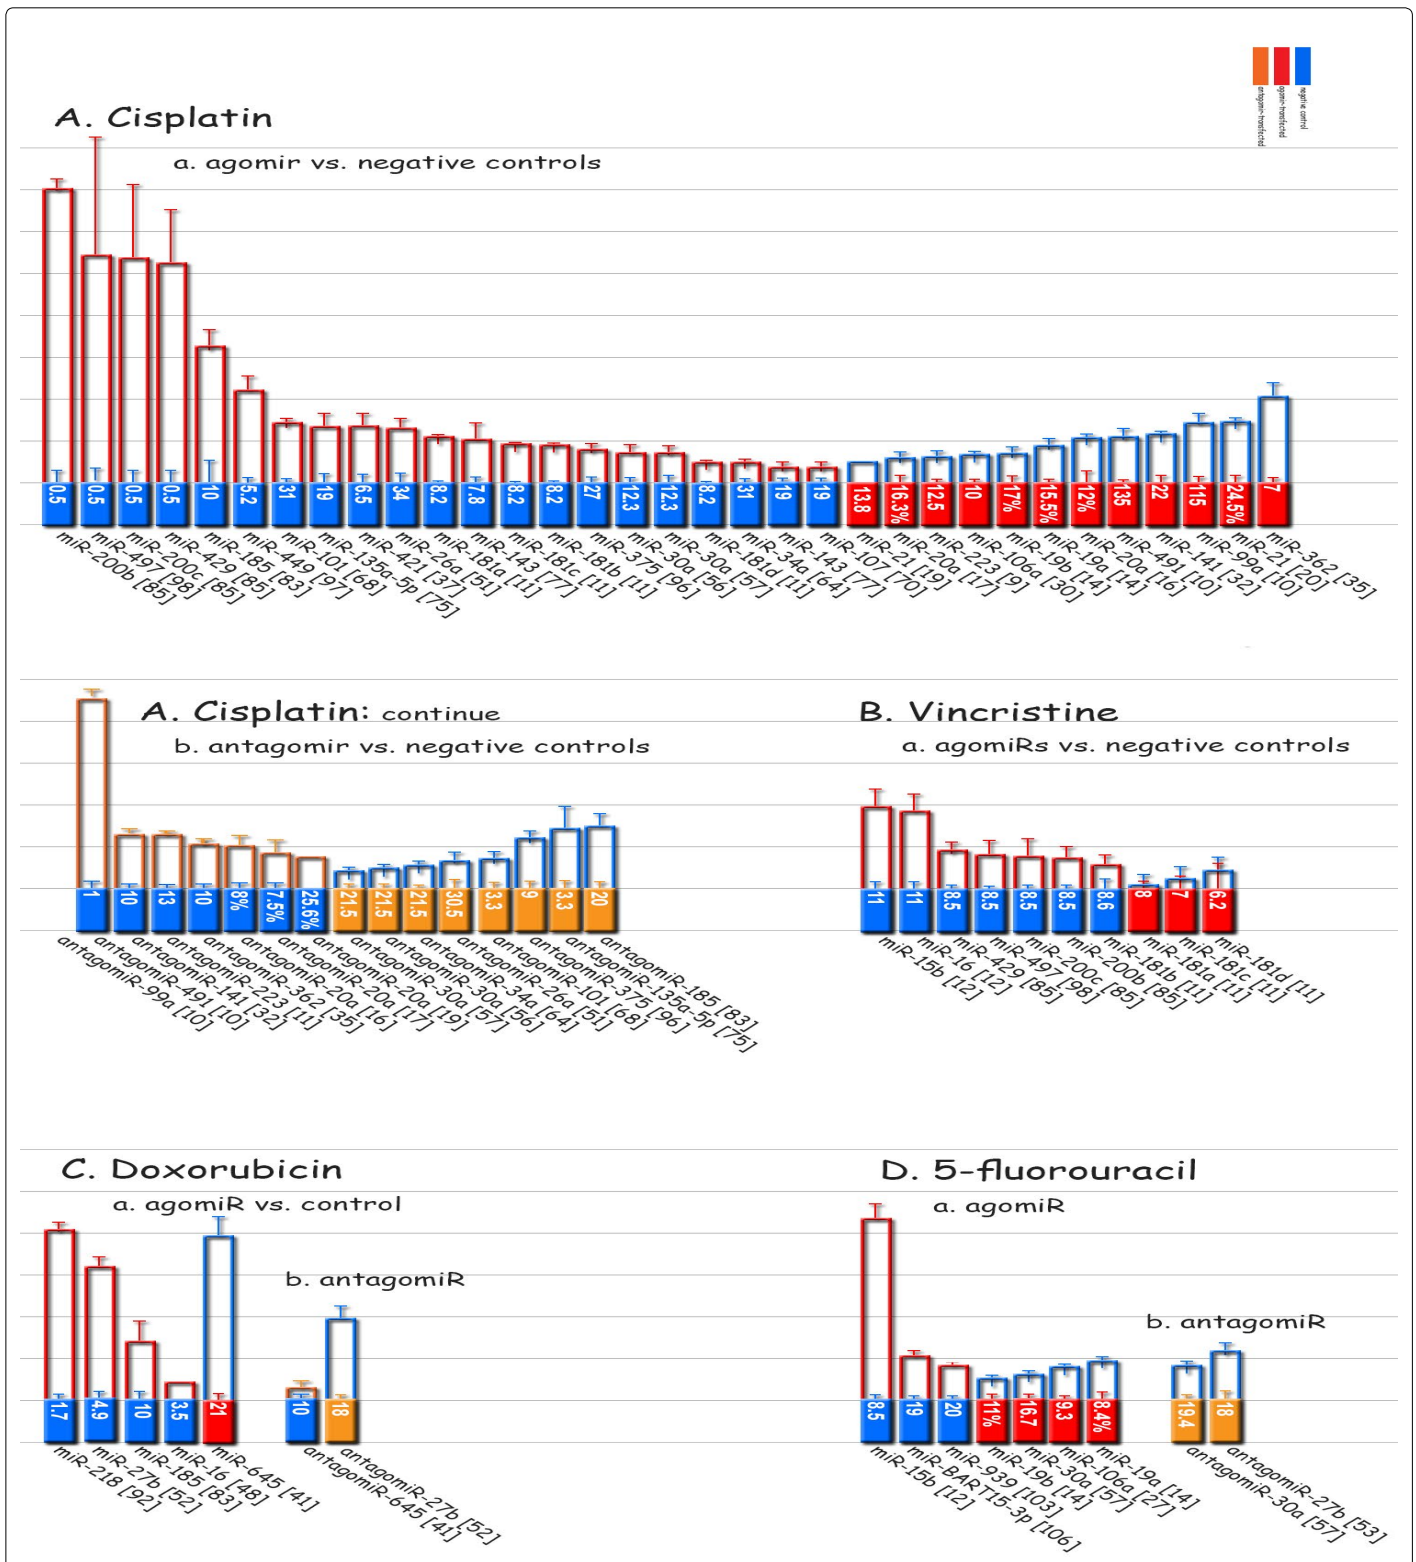 antagomir-transfected
agomir-transfected
negative control
A. Cisplatin
a. agomir vs. negative controls
0.5 0.5 0.5 0.5 10 5.2 31 19 6.5 34 8.2 7.8 8.2 8.2 27 12.3 12.3 8.2 31 19 19 13.8 16.3% 12.5 10 17% 15.5% 12% 135 22 115 24.5% 7
miR-200b [85]
miR-497 [98]
miR-200c [85]
miR-429 [85]
miR-185 [83]
miR-449 [97]
miR-101 [68]
miR-135a-5p [75]
miR-421 [37]
miR-26a [51]
miR-181a [11]
miR-143 [77]
miR-181c [11]
miR-181b [11]
miR-375 [96]
miR-30a [56]
miR-30a [57]
miR-181d [11]
miR-34a [64]
miR-143 [77]
miR-107 [70]
miR-21 [19]
miR-20a [17]
miR-223 [9]
miR-106a [30]
miR-19b [14]
miR-19a [14]
miR-20a [16]
miR-491 [10]
miR-141 [32]
miR-99a [10]
miR-21 [20]
miR-362 [35]
A. Cisplatin: continue
b. antagomir vs. negative controls
1 10 13 10 8% 7.5% 25.6% 21.5 21.5 21.5 30.5 3.3 9 3.3 20
antagomiR-99a [10]
antagomiR-491 [10]
antagomiR-141 [32]
antagomiR-223 [11]
antagomiR-362 [35]
antagomiR-20a [16]
antagomiR-20a [17]
antagomiR-20a [19]
antagomiR-30a [57]
antagomiR-30a [56]
antagomiR-34a [64]
antagomiR-26a [51]
antagomiR-101 [68]
antagomiR-375 [96]
antagomiR-135a-5p [75]
antagomiR-185 [83]
B. Vincristine
a. agomiRs vs. negative controls
11 11 8.5 8.5 8.5 8.5 8.6 8 7 6.2
miR-15b [12]
miR-16 [12]
miR-429 [85]
miR-497 [98]
miR-200c [85]
miR-200b [85]
miR-181b [11]
miR-181a [11]
miR-181c [11]
miR-181d [11]
C. Doxorubicin
a. agomiR vs. control
b. antagomiR
1.7 4.9 10 3.5 21 10 18
miR-218 [92]
miR-27b [52]
miR-185 [83]
miR-16 [48]
miR-645 [41]
antagomiR-645 [41]
antagomiR-27b [52]
D. 5-fluorouracil
a. agomiR
b. antagomiR
8.5 19 20 11% 16.7 9.3 8.4% 19.4 18
miR-15b [12]
miR-BART15-3p [106]
miR-939 [103]
miR-19b [14]
miR-30a [57]
miR-106a [27]
miR-19a [14]
antagomiR-30a [57]
antagomiR-27b [53]